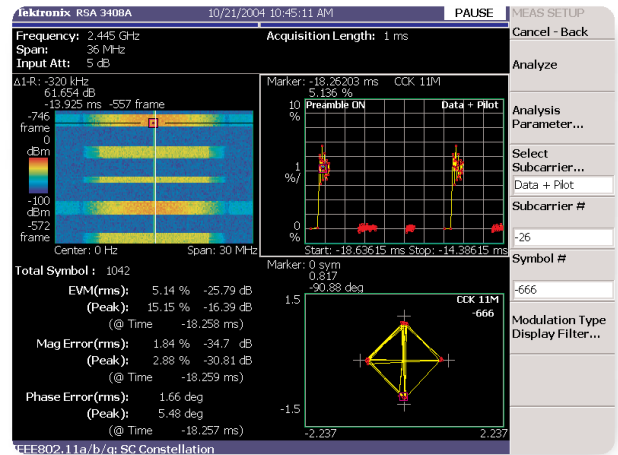 Tektronix RSA 3408A 10/21/2004 10:45:11 AM PAUSE MEAS SETUP
Cancel - Back
Frequency: 2.445 GHz Acquisition Length: 1 ms
Span: 36 MHz
Input Att: 5 dB
Analyze
Analysis
Parameter...
Select
Subcarrier...
Data + Pilot
Subcarrier #
-26
Symbol #
-666
Modulation Type
Display Filter...
Δ1-R: -320 kHz
61.654 dB
-13.925 ms -557 frame
-746
frame
0
dBm
-100
dBm
-572
frame
Center: 0 Hz Span: 30 MHz
Marker: -18.26203 ms CCK 11M
5.136 %
10
%
Preamble ON Data + Pilot
1
%/
0
%
Start: -18.63615 ms Stop: -14.38615 ms
Total Symbol : 1042
EVM(rms): 5.14 % -25.79 dB
(Peak): 15.15 % -16.39 dB
(@ Time -18.258 ms)
Mag Error(rms): 1.84 % -34.7 dB
(Peak): 2.88 % -30.81 dB
(@ Time -18.259 ms)
Phase Error(rms): 1.66 deg
(Peak): 5.48 deg
(@ Time -18.257 ms)
Marker: 0 sym
0.817
-90.88 deg
1.5
CCK 11M
-666
-1.5
-2.237 2.237
IEEE802.11a/b/g: SC Constellation